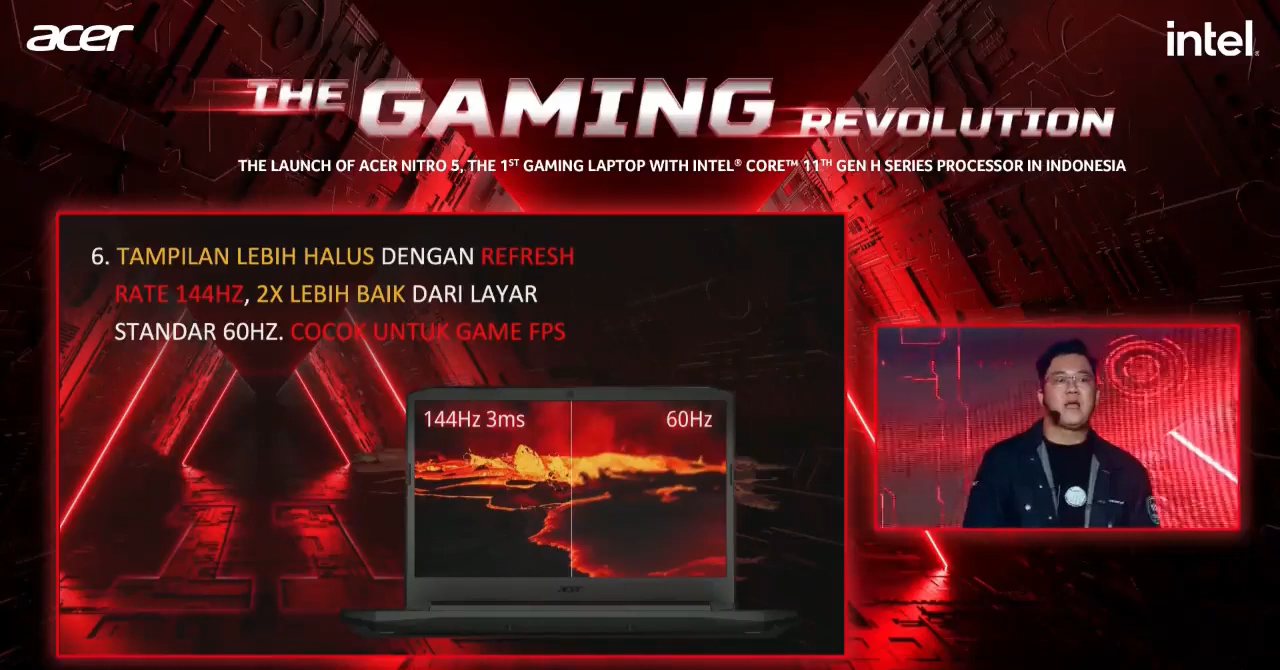 acer
intel.
THE GAMING REVOLUTION
THE LAUNCH OF ACER NITRO 5, THE 1ST GAMING LAPTOP WITH INTEL® CORE™ 11TH GEN H SERIES PROCESSOR IN INDONESIA
6. TAMPILAN LEBIH HALUS DENGAN REFRESH
RATE 144HZ, 2X LEBIH BAIK DARI LAYAR
STANDAR 60HZ. COCOK UNTUK GAME FPS
144Hz 3ms
60Hz
acer